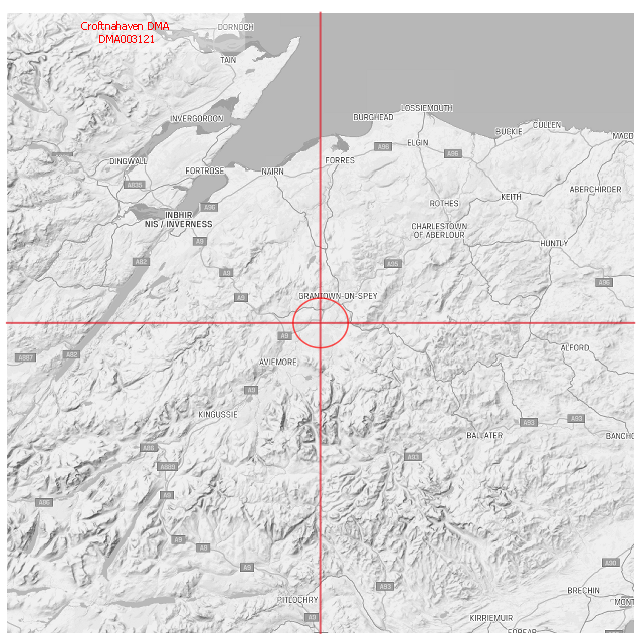 Croftnahaven DMA
DMA003121
DORNOCH
TAIN
INVERGORDON
BURGHEAD
LOSSIEMOUTH
BUCKIE
CULLEN
MACD
ELGIN
A96
A96
DINGWALL
FORTROSE
NAIRN
FORRES
A835
ABERCHIRDER
KEITH
ROTHES
A96
INBHIR
NIS / INVERNESS
CHARLESTOWN
OF ABERLOUR
A9
HUNTLY
A82
A95
A9
A96
A9
GRANTOWN-ON-SPEY
A9
ALFORD
A887
A82
AVIEMORE
A9
KINGUSSIE
A93
A93
BALLATER
BANCHO
A86
A93
A889
A9
A86
A9
A9
A9
A90
A93
BRECHIN
PITLOCHRY
MONT
A9
KIRRIEMUIR
FORFAR